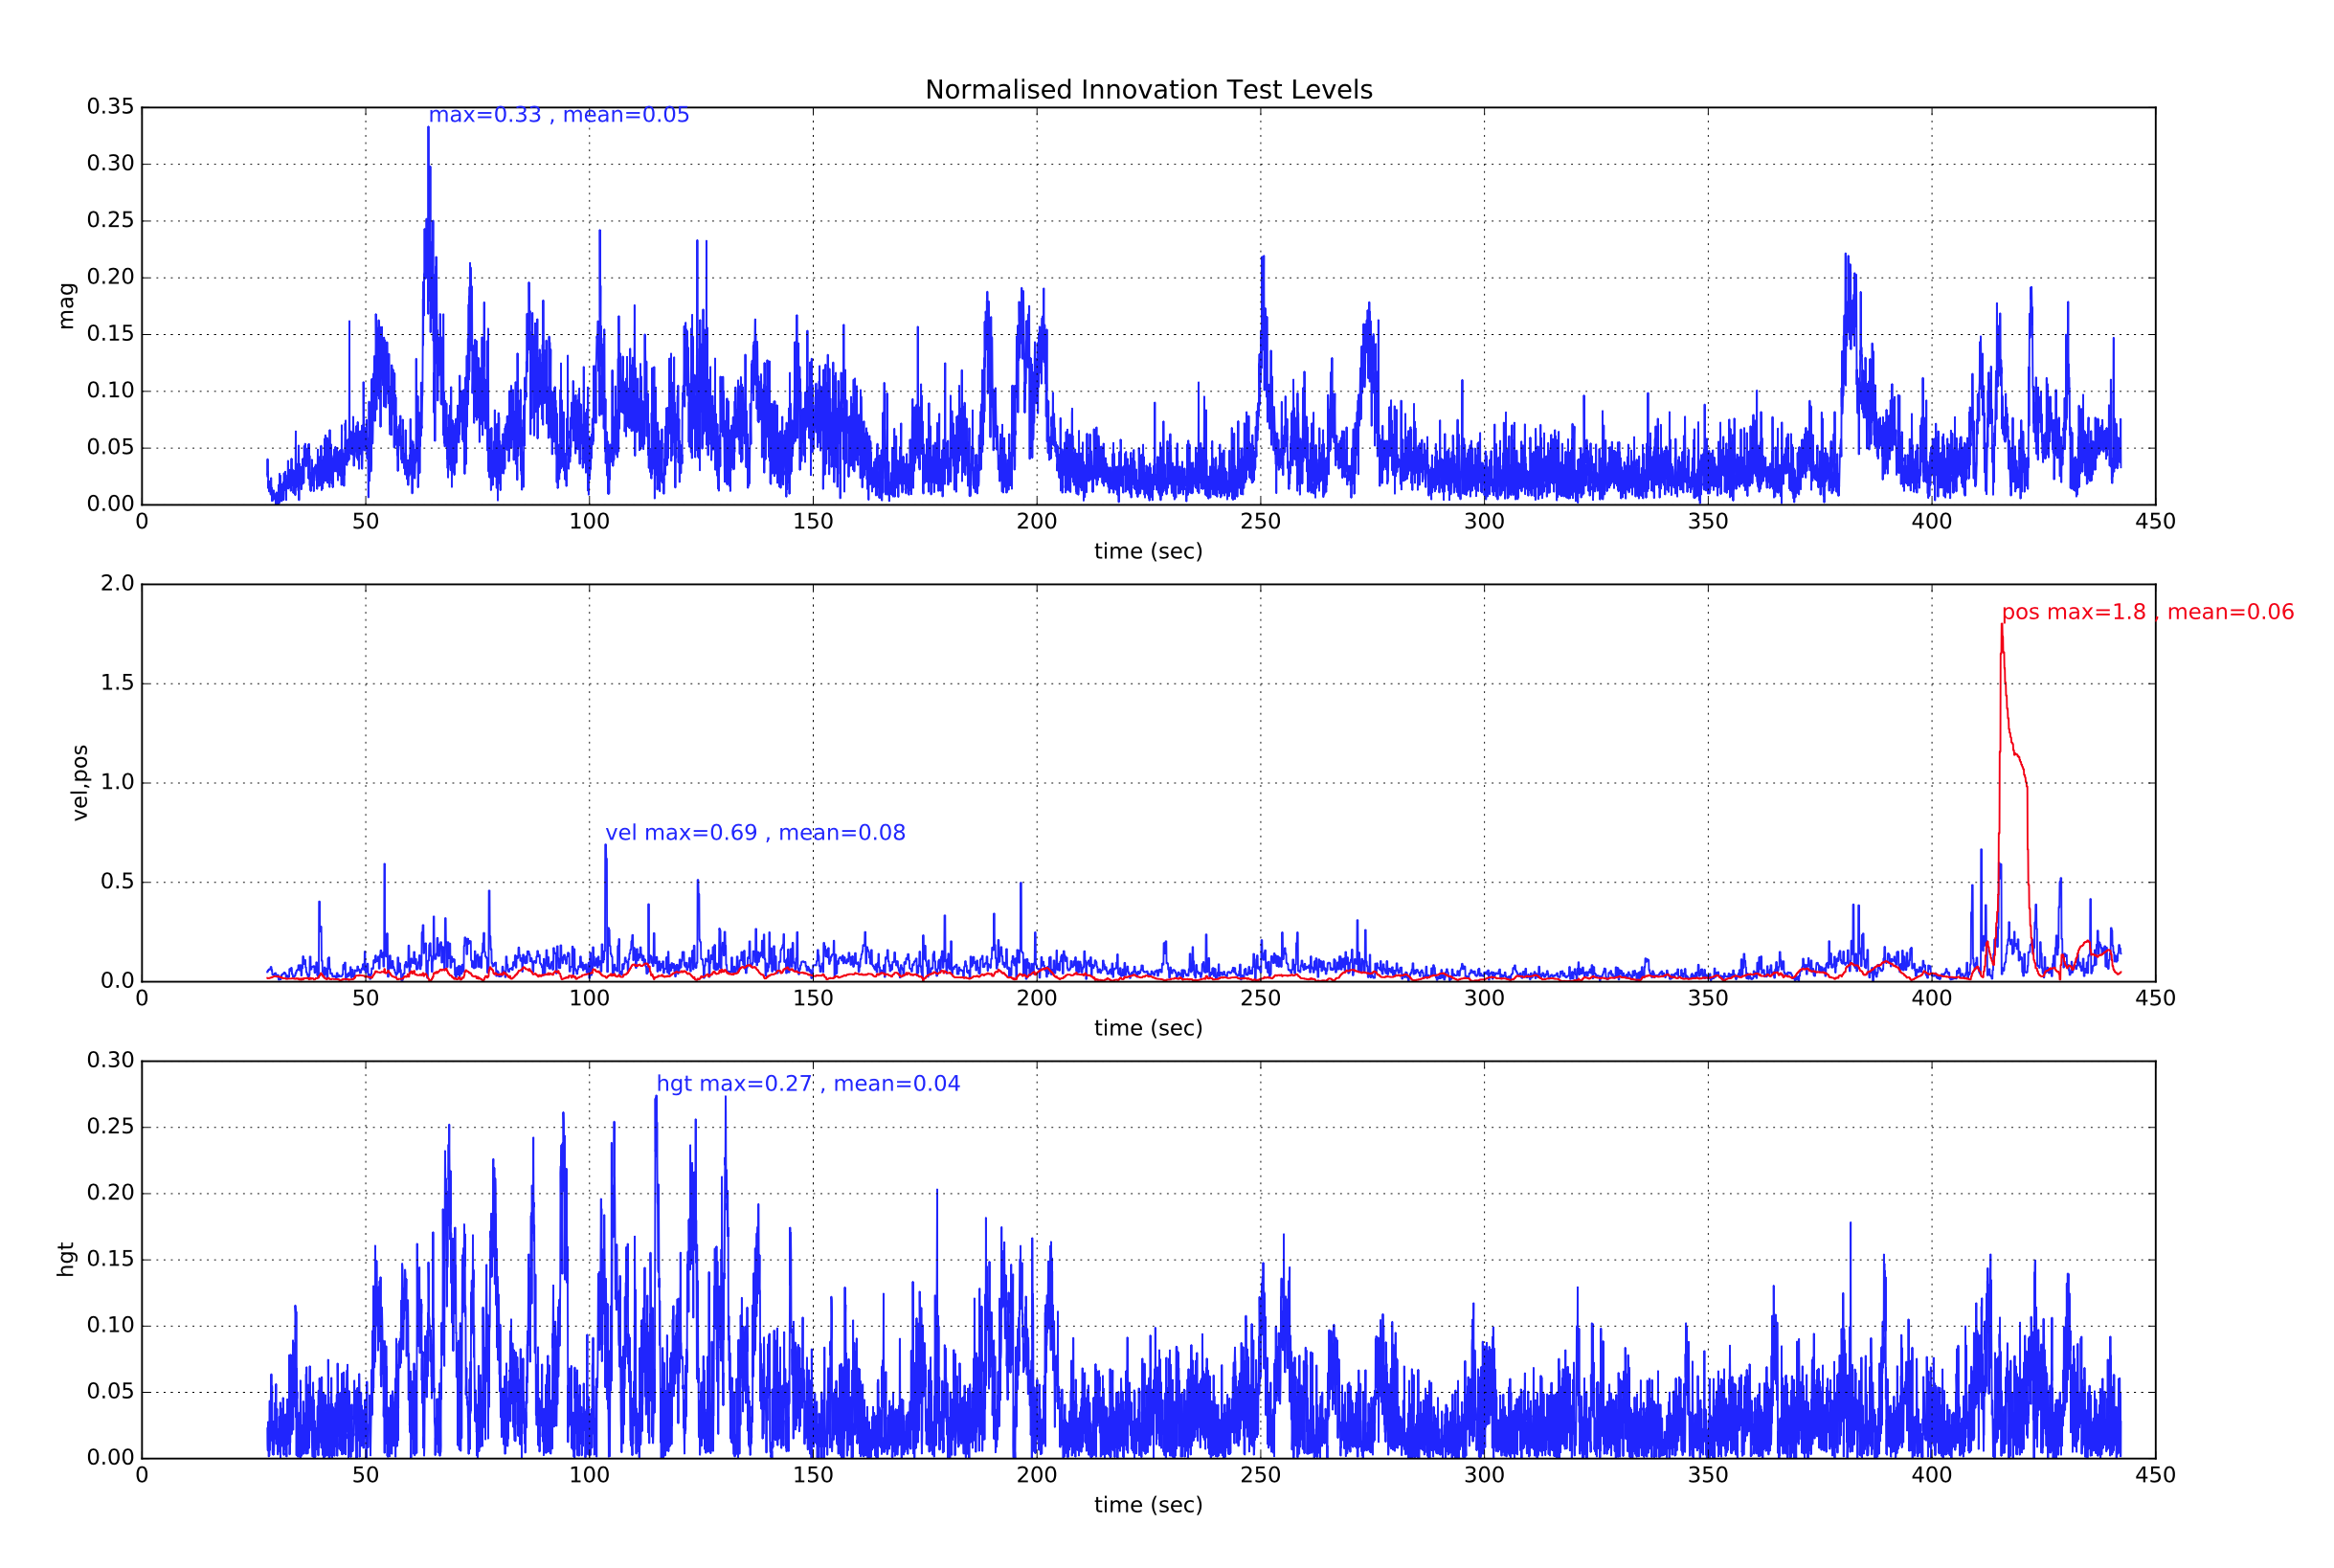 Normalised Innovation Test Levels
max=0.33 , mean=0.05
0.35
0.30
0.25
0.20
0.15
0.10
0.05
0.00
mag
0 50 100 150 200 250 300 350 400 450
time (sec)
pos max=1.8 , mean=0.06
vel max=0.69 , mean=0.08
2.0
1.5
1.0
0.5
0.0
vel,pos
0 50 100 150 200 250 300 350 400 450
time (sec)
hgt max=0.27 , mean=0.04
0.30
0.25
0.20
0.15
0.10
0.05
0.00
hgt
0 50 100 150 200 250 300 350 400 450
time (sec)